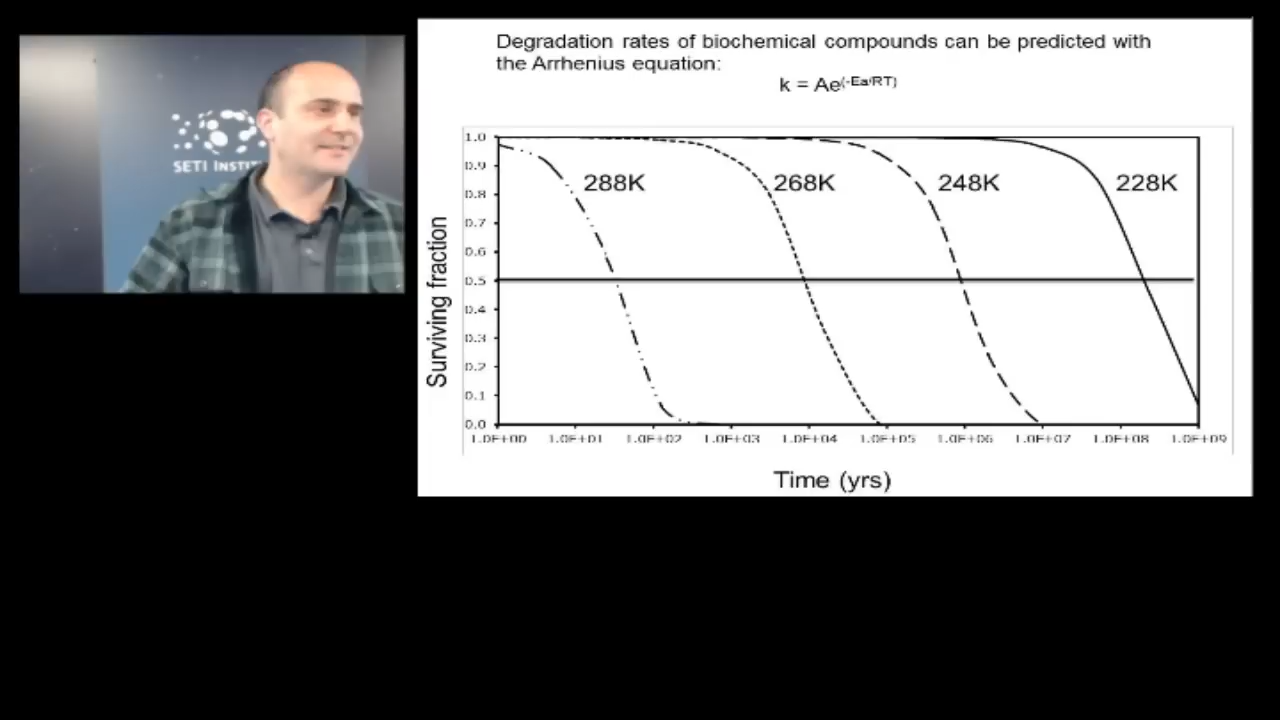 SETI INSTI
Degradation rates of biochemical compounds can be predicted with
the Arrhenius equation:
k = Ae(-Ea/RT)
1.0
0.9
0.8
0.7
0.6
0.5
0.4
0.3
0.2
0.1
0.0
288K
268K
248K
228K
Surviving fraction
1.0E+00 1.0E+01 1.0E+02 1.0E+03 1.0E+04 1.0E+05 1.0E+06 1.0E+07 1.0E+08 1.0E+09
Time (yrs)